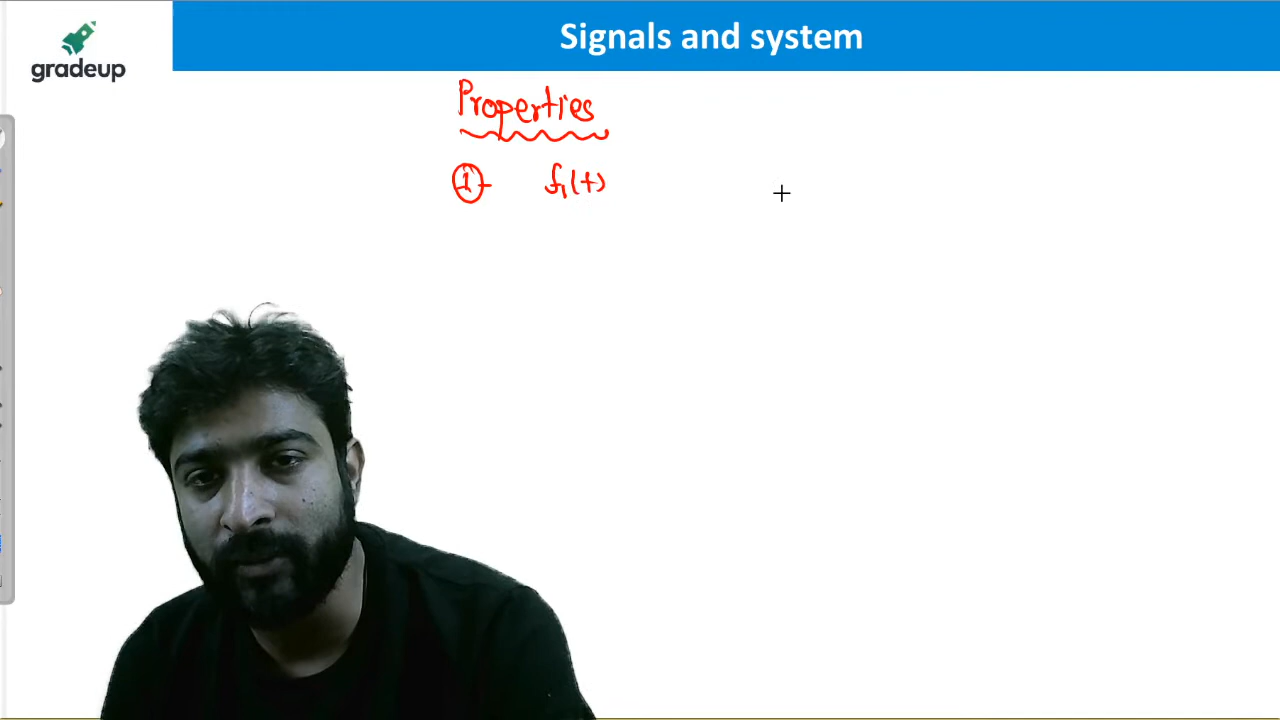 gradeup
Signals and system
Properties
① f₁(t)